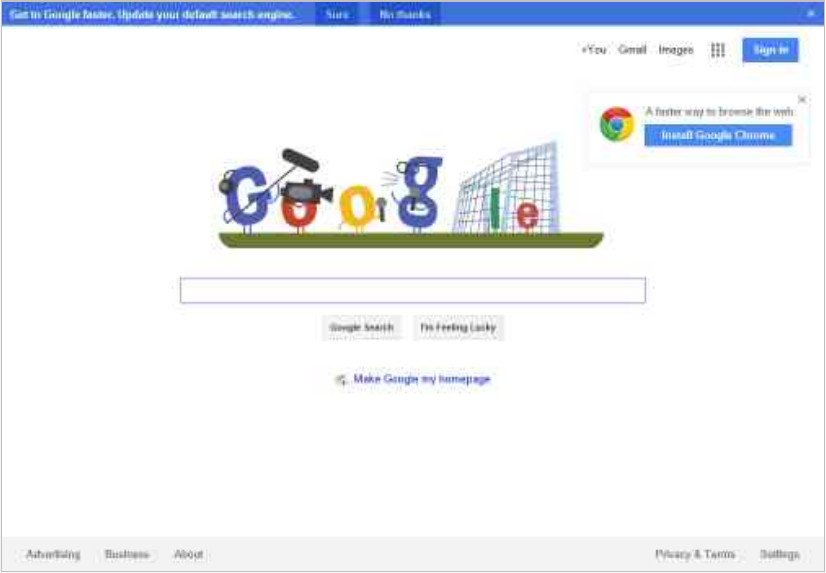 Get to Google faster. Update your default search engine. Sure No thanks ×
+You Gmail Images Sign in
A faster way to browse the web ×
Install Google Chrome
Google
Google Search I'm Feeling Lucky
Make Google my homepage
Advertising Business About Privacy & Terms Settings